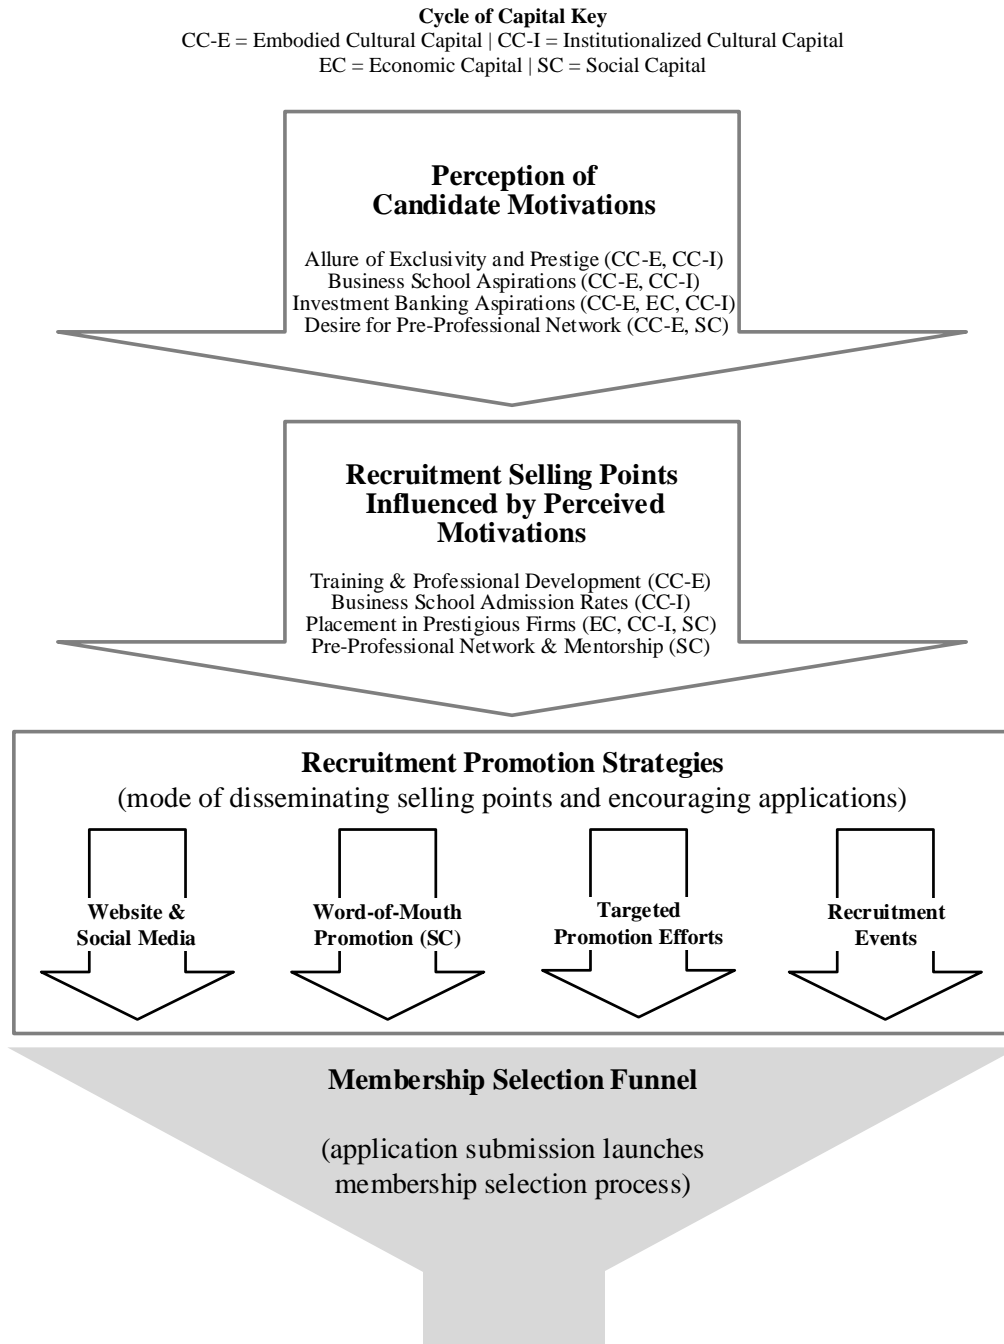 Cycle of Capital Key
CC-E = Embodied Cultural Capital | CC-I = Institutionalized Cultural Capital
EC = Economic Capital | SC = Social Capital
Perception of
Candidate Motivations
Allure of Exclusivity and Prestige (CC-E, CC-I)
Business School Aspirations (CC-E, CC-I)
Investment Banking Aspirations (CC-E, EC, CC-I)
Desire for Pre-Professional Network (CC-E, SC)
Recruitment Selling Points
Influenced by Perceived
Motivations
Training & Professional Development (CC-E)
Business School Admission Rates (CC-I)
Placement in Prestigious Firms (EC, CC-I, SC)
Pre-Professional Network & Mentorship (SC)
Recruitment Promotion Strategies
(mode of disseminating selling points and encouraging applications)
Website &
Social Media
Word-of-Mouth
Promotion (SC)
Targeted
Promotion Efforts
Recruitment
Events
Membership Selection Funnel
(application submission launches
membership selection process)